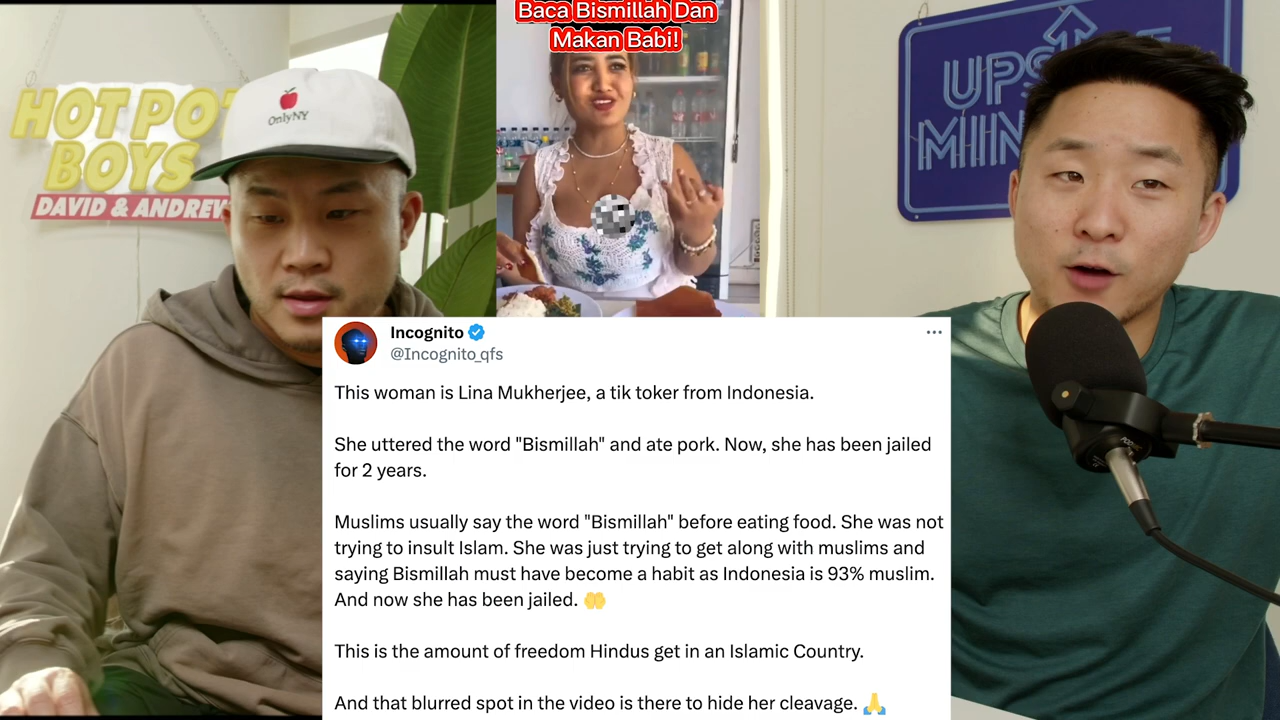 HOT PO
BOYS
DAVID & ANDREW
OnlyNY
Baca Bismillah Dan
Makan Babi!
UPS
MIN
Incognito
@Incognito_qfs
This woman is Lina Mukherjee, a tik toker from Indonesia.
She uttered the word "Bismillah" and ate pork. Now, she has been jailed
for 2 years.
Muslims usually say the word "Bismillah" before eating food. She was not
trying to insult Islam. She was just trying to get along with muslims and
saying Bismillah must have become a habit as Indonesia is 93% muslim.
And now she has been jailed. 🤲
This is the amount of freedom Hindus get in an Islamic Country.
And that blurred spot in the video is there to hide her cleavage. 🙏